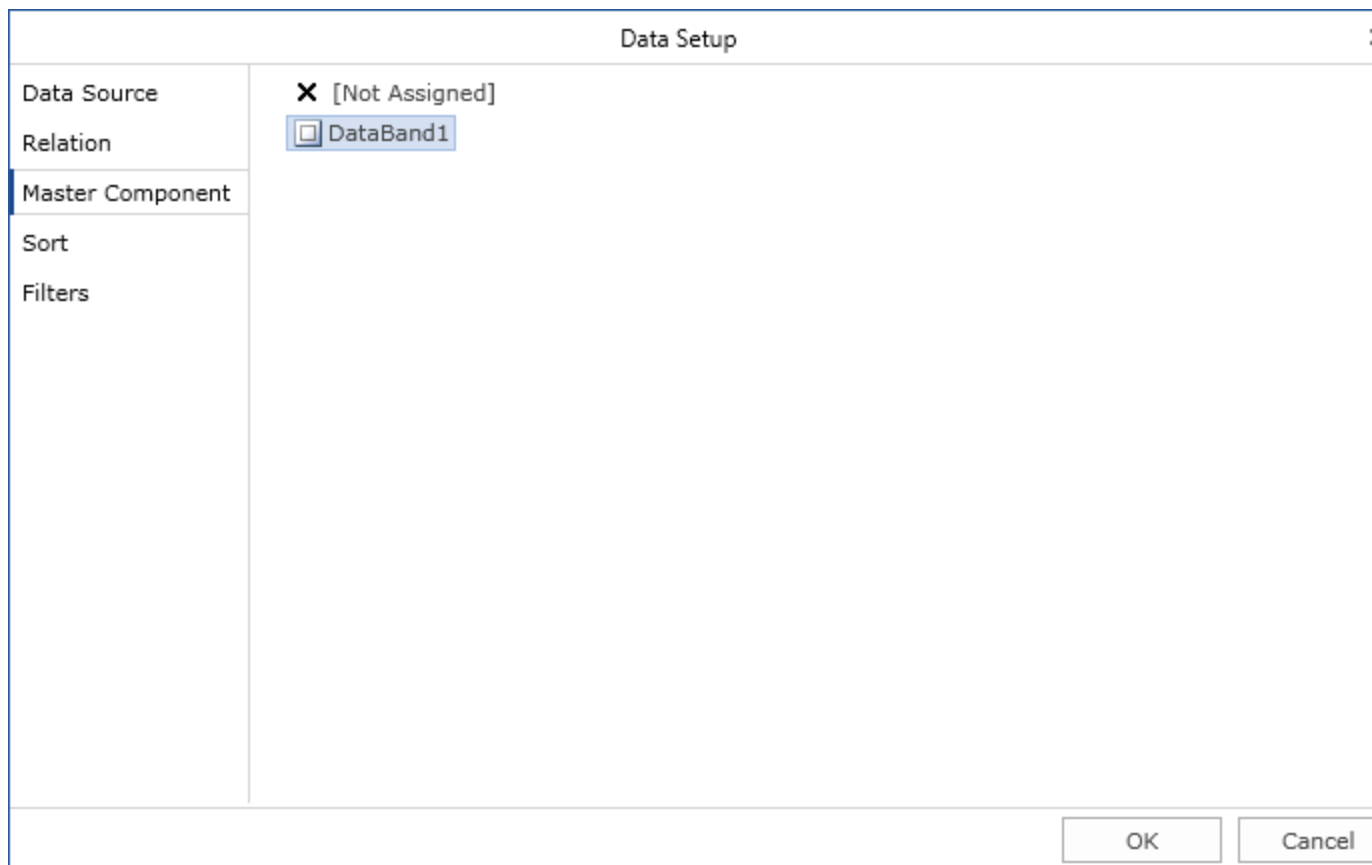 Data Setup
Data Source
Relation
Master Component
Sort
Filters
[Not Assigned]
DataBand1
OK
Cancel